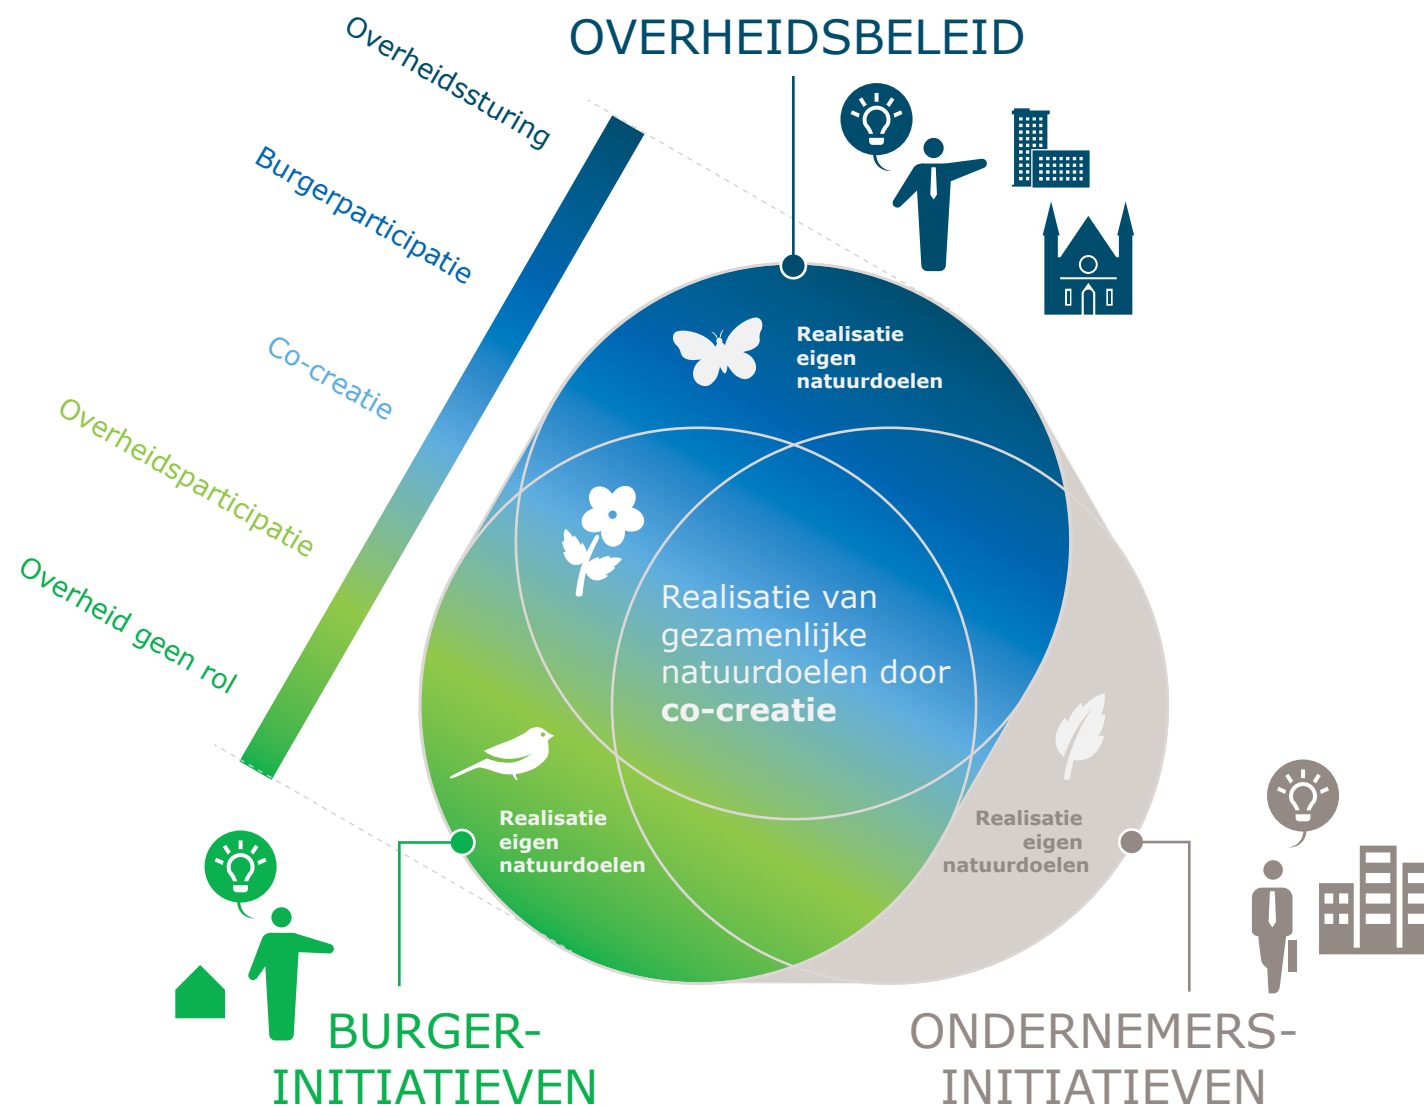 OVERHEIDSBELEID
Overheidssturing
Burgerparticipatie
Co-creatie
Overheidsparticipatie
Overheid geen rol
Realisatie
eigen
natuurdoelen
Realisatie van
gezamenlijke
natuurdoelen door
co-creatie
Realisatie
eigen
natuurdoelen
Realisatie
eigen
natuurdoelen
BURGER-
INITIATIEVEN
ONDERNEMERS-
INITIATIEVEN